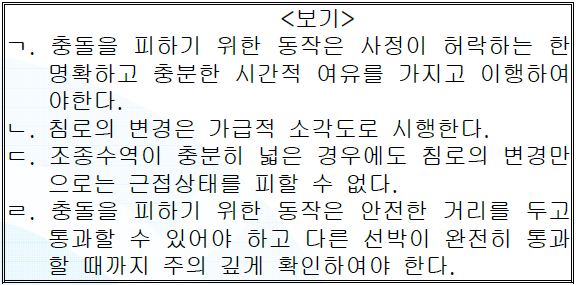 <보기>
ㄱ. 충돌을 피하기 위한 동작은 사정이 허락하는 한
명확하고 충분한 시간적 여유를 가지고 이행하여
야한다.
ㄴ. 침로의 변경은 가급적 소각도로 시행한다.
ㄷ. 조종수역이 충분히 넓은 경우에도 침로의 변경만
으로는 근접상태를 피할 수 없다.
ㄹ. 충돌을 피하기 위한 동작은 안전한 거리를 두고
통과할 수 있어야 하고 다른 선박이 완전히 통과
할 때까지 주의 깊게 확인하여야 한다.